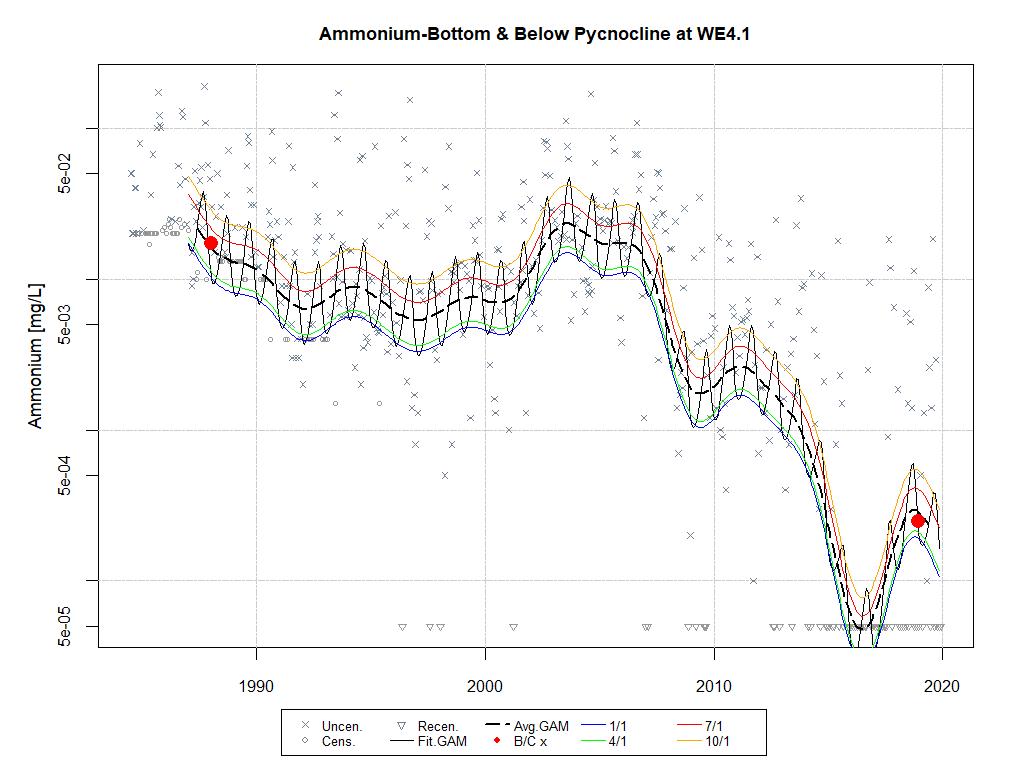 Ammonium-Bottom & Below Pycnocline at WE4.1
Ammonium [mg/L]
5e-02
5e-03
5e-04
5e-05
1990 2000 2010 2020
Uncen. Recen. Avg.GAM 1/1 7/1
Cens. Fit.GAM B/C x 4/1 10/1